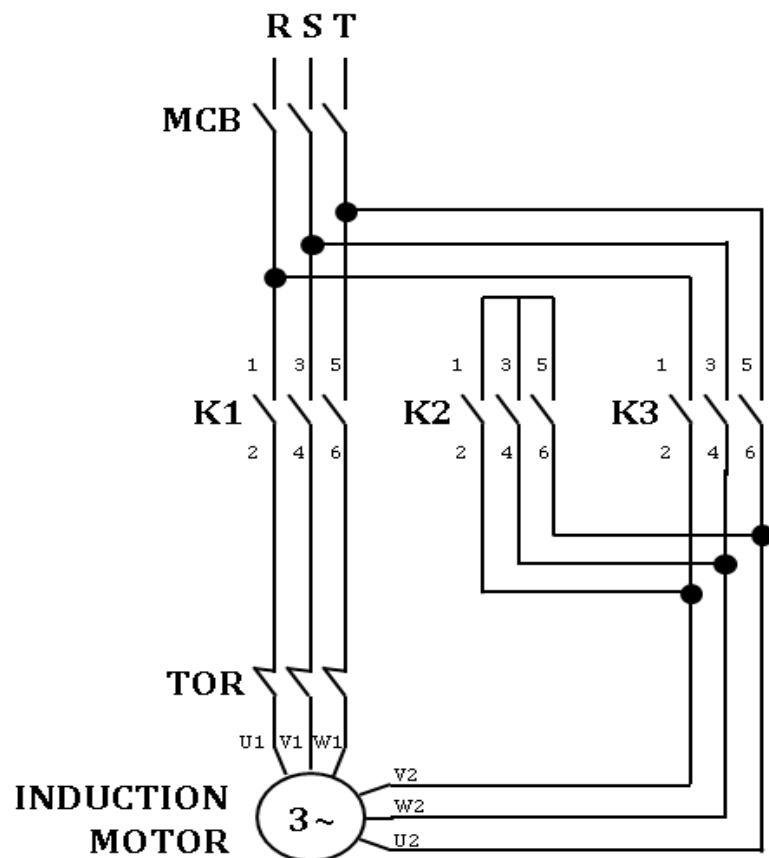 R S T
MCB
1 3 5 1 3 5 1 3 5
K1 K2 K3
2 4 6 2 4 6 2 4 6
TOR
U1 V1 W1
V2
INDUCTION
MOTOR
3~
W2
U2